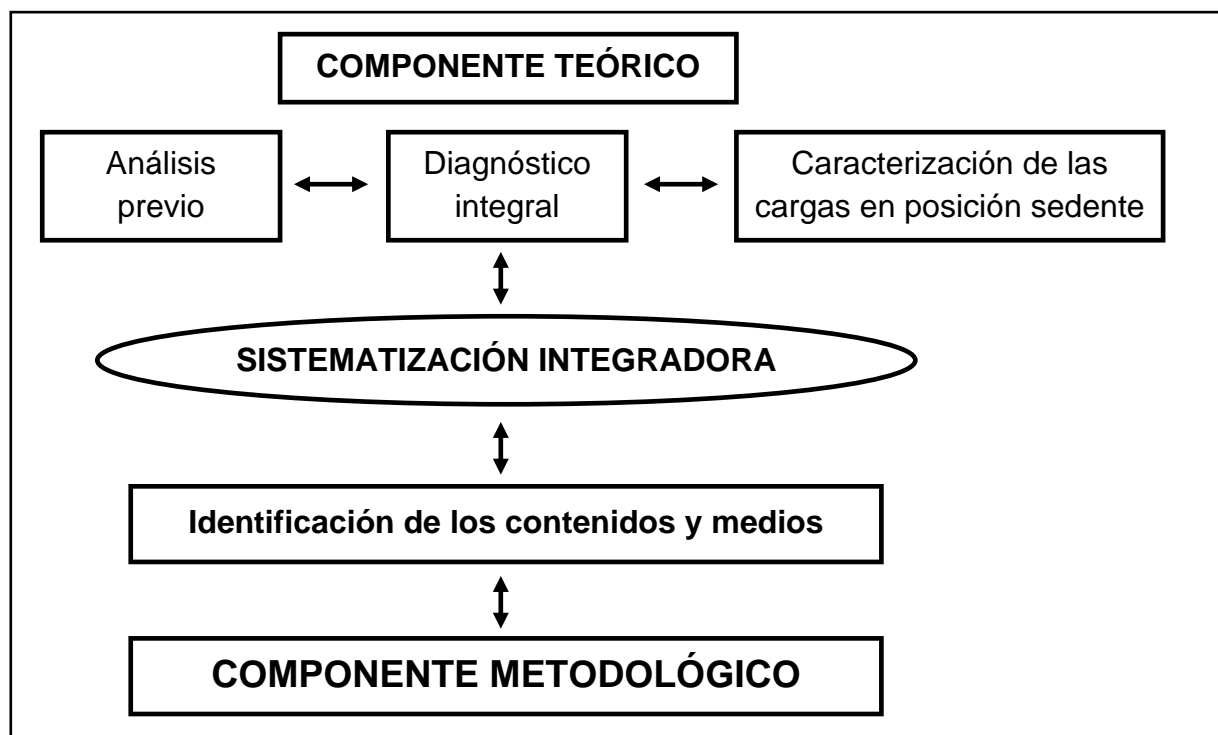 COMPONENTE TEÓRICO
Análisis
previo
Diagnóstico
integral
Caracterización de las
cargas en posición sedente
SISTEMATIZACIÓN INTEGRADORA
Identificación de los contenidos y medios
COMPONENTE METODOLÓGICO